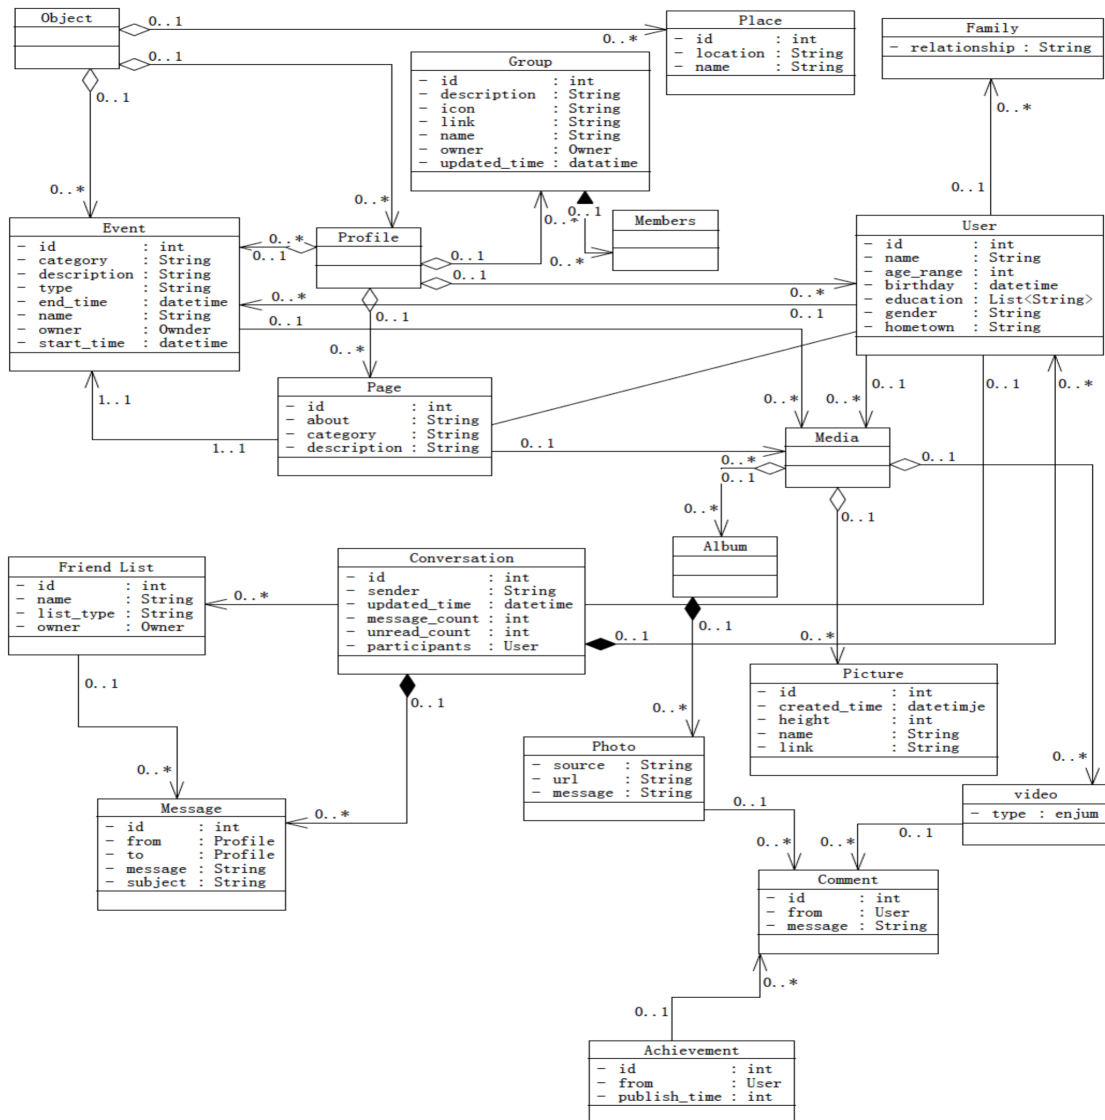 Object
0..1
0..*
0..1
0..1
Place
- id : int
- location : String
- name : String
Family
- relationship : String
0..*
0..1
Group
- id : int
- description : String
- icon : String
- link : String
- name : String
- owner : Owner
- updated_time : datatime
0..*
0..*
0..*
0..1
0..*
Members
Event
- id : int
- category : String
- description : String
- type : String
- end_time : datetime
- name : String
- owner : Ownder
- start_time : datetime
Profile
0..*
0..1
0..1
0..1
0..*
0..*
0..1
0..1
0..1
User
- id : int
- name : String
- age_range : int
- birthday : datetime
- education : List<String>
- gender : String
- hometown : String
0..*
1..1
1..1
Page
- id : int
- about : String
- category : String
- description : String
0..1
0..*
0..1
0..*
0..1
0..*
Media
0..*
0..1
0..1
0..1
0..*
Album
0..1
0..*
Friend List
- id : int
- name : String
- list_type : String
- owner : Owner
0..*
Conversation
- id : int
- sender : String
- updated_time : datetime
- message_count : int
- unread_count : int
- participants : User
0..1
0..1
0..1
0..*
0..*
Picture
- id : int
- created_time : datetimje
- height : int
- name : String
- link : String
Photo
- source : String
- url : String
- message : String
0..*
video
- type : enjum
0..*
0..*
Message
- id : int
- from : Profile
- to : Profile
- message : String
- subject : String
0..1
0..*
0..1
0..*
Comment
- id : int
- from : User
- message : String
0..*
0..1
Achievement
- id : int
- from : User
- publish_time : int